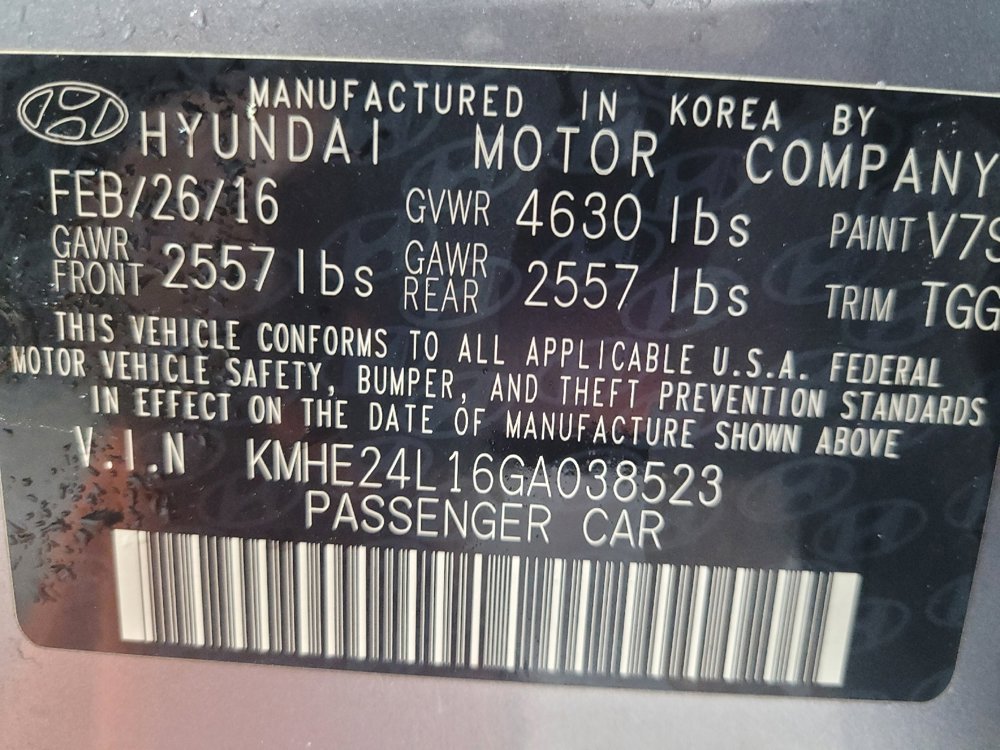 MANUFACTURED IN KOREA BY
HYUNDAI MOTOR COMPANY
FEB/26/16 GVWR 4630 lbs PAINT V7S
GAWR FRONT 2557 lbs GAWR REAR 2557 lbs TRIM TGG
THIS VEHICLE CONFORMS TO ALL APPLICABLE U.S.A. FEDERAL
MOTOR VEHICLE SAFETY, BUMPER, AND THEFT PREVENTION STANDARDS
IN EFFECT ON THE DATE OF MANUFACTURE SHOWN ABOVE
V.I.N KMHE24L16GA038523
PASSENGER CAR